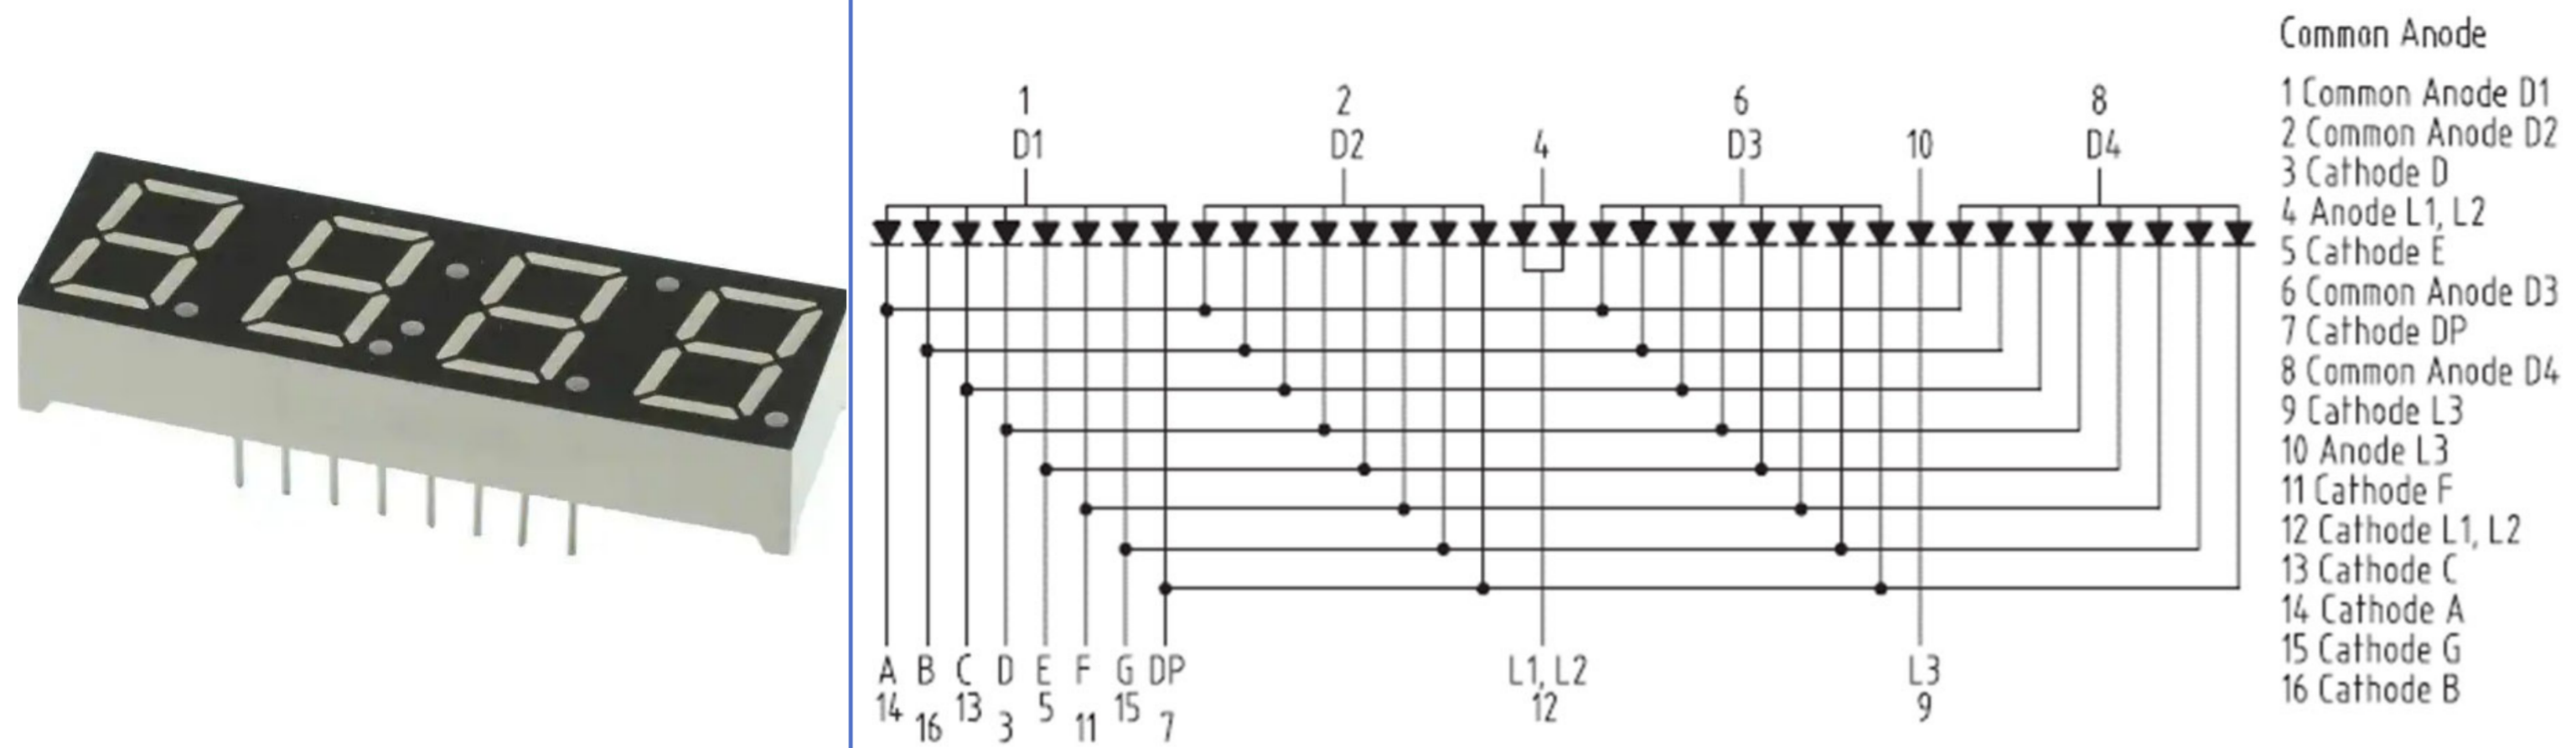 1 2 6 8
D1 D2 4 D3 10 D4
A B C D E F G DP L1, L2 L3
14 16 13 3 5 11 15 7 12 9
Common Anode
1 Common Anode D1
2 Common Anode D2
3 Cathode D
4 Anode L1, L2
5 Cathode E
6 Common Anode D3
7 Cathode DP
8 Common Anode D4
9 Cathode L3
10 Anode L3
11 Cathode F
12 Cathode L1, L2
13 Cathode C
14 Cathode A
15 Cathode G
16 Cathode B